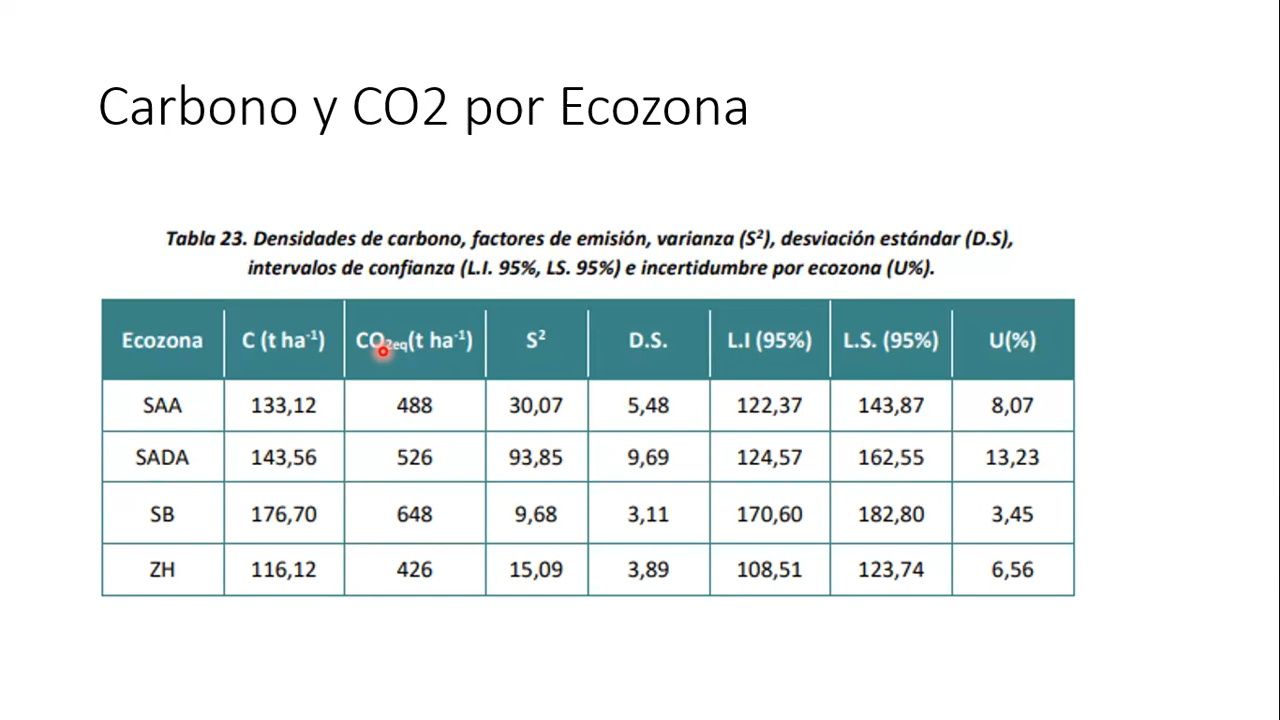 Carbono y CO2 por Ecozona
Tabla 23. Densidades de carbono, factores de emisión, varianza (S²), desviación estándar (D.S),
intervalos de confianza (L.I. 95%, LS. 95%) e incertidumbre por ecozona (U%).
Ecozona C (t ha⁻¹) CO₂eq(t ha⁻¹) S² D.S. L.I (95%) L.S. (95%) U(%)
SAA 133,12 488 30,07 5,48 122,37 143,87 8,07
SADA 143,56 526 93,85 9,69 124,57 162,55 13,23
SB 176,70 648 9,68 3,11 170,60 182,80 3,45
ZH 116,12 426 15,09 3,89 108,51 123,74 6,56